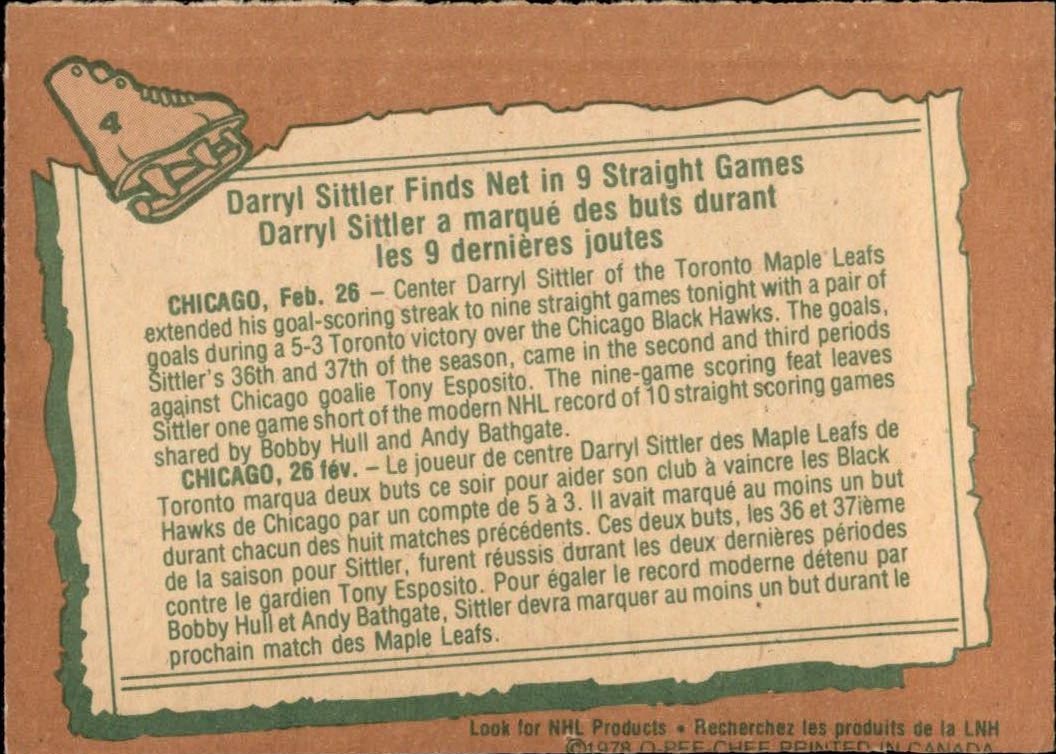 4
Darryl Sittler Finds Net in 9 Straight Games
Darryl Sittler a marqué des buts durant
les 9 dernières joutes
CHICAGO, Feb. 26 – Center Darryl Sittler of the Toronto Maple Leafs
extended his goal-scoring streak to nine straight games tonight with a pair of
goals during a 5-3 Toronto victory over the Chicago Black Hawks. The goals,
Sittler's 36th and 37th of the season, came in the second and third periods
against Chicago goalie Tony Esposito. The nine-game scoring feat leaves
Sittler one game short of the modern NHL record of 10 straight scoring games
shared by Bobby Hull and Andy Bathgate.
CHICAGO, 26 fév. – Le joueur de centre Darryl Sittler des Maple Leafs de
Toronto marqua deux buts ce soir pour aider son club à vaincre les Black
Hawks de Chicago par un compte de 5 à 3. Il avait marqué au moins un but
durant chacun des huit matches précédents. Ces deux buts, les 36 et 37ième
de la saison pour Sittler, furent réussis durant les deux dernières périodes
contre le gardien Tony Esposito. Pour égaler le record moderne détenu par
Bobby Hull et Andy Bathgate, Sittler devra marquer au moins un but durant le
prochain match des Maple Leafs.
Look for NHL Products • Recherchez les produits de la LNH
©1978 O-PEE-CHEE PRINTED IN CANADA